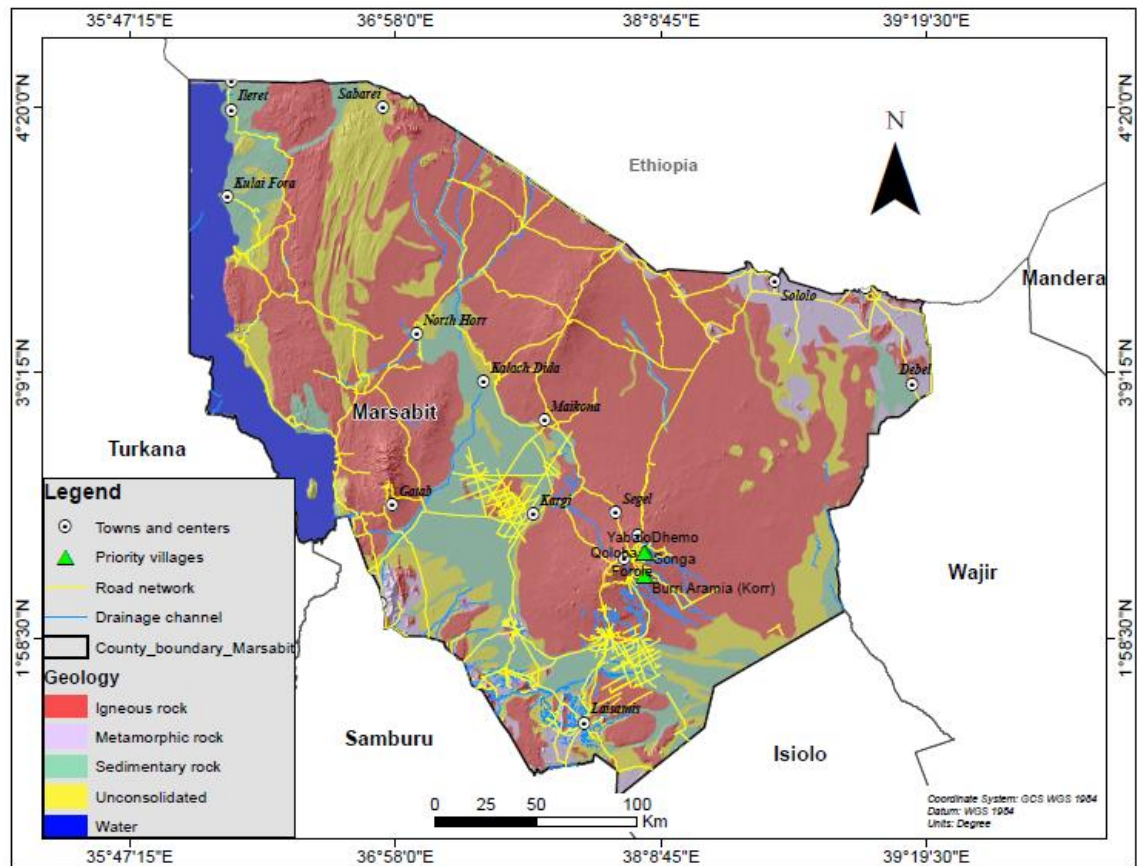 35°47'15"E 36°58'0"E 38°8'45"E 39°19'30"E
4°20'0"N
4°20'0"N
Ileret
Sabarei
N
Ethiopia
Kulai Fora
Mandera
Sololo
North Horr
3°9'15"N
3°9'15"N
Kalach Dida
Debel
Marsabit
Maikona
Turkana
Gatab
Kargi
Segel
Yabalo
Dhemo
Qoloba
Songa
Forole
Burri Aramia (Korr)
Wajir
1°58'30"N
1°58'30"N
Laisamis
Samburu
Isiolo
Legend
Towns and centers
Priority villages
Road network
Drainage channel
County_boundary_Marsabit
Geology
Igneous rock
Metamorphic rock
Sedimentary rock
Unconsolidated
Water
0 25 50 100
Km
Coordinate System: GCS WGS 1984
Datum: WGS 1984
Units: Degree
35°47'15"E 36°58'0"E 38°8'45"E 39°19'30"E